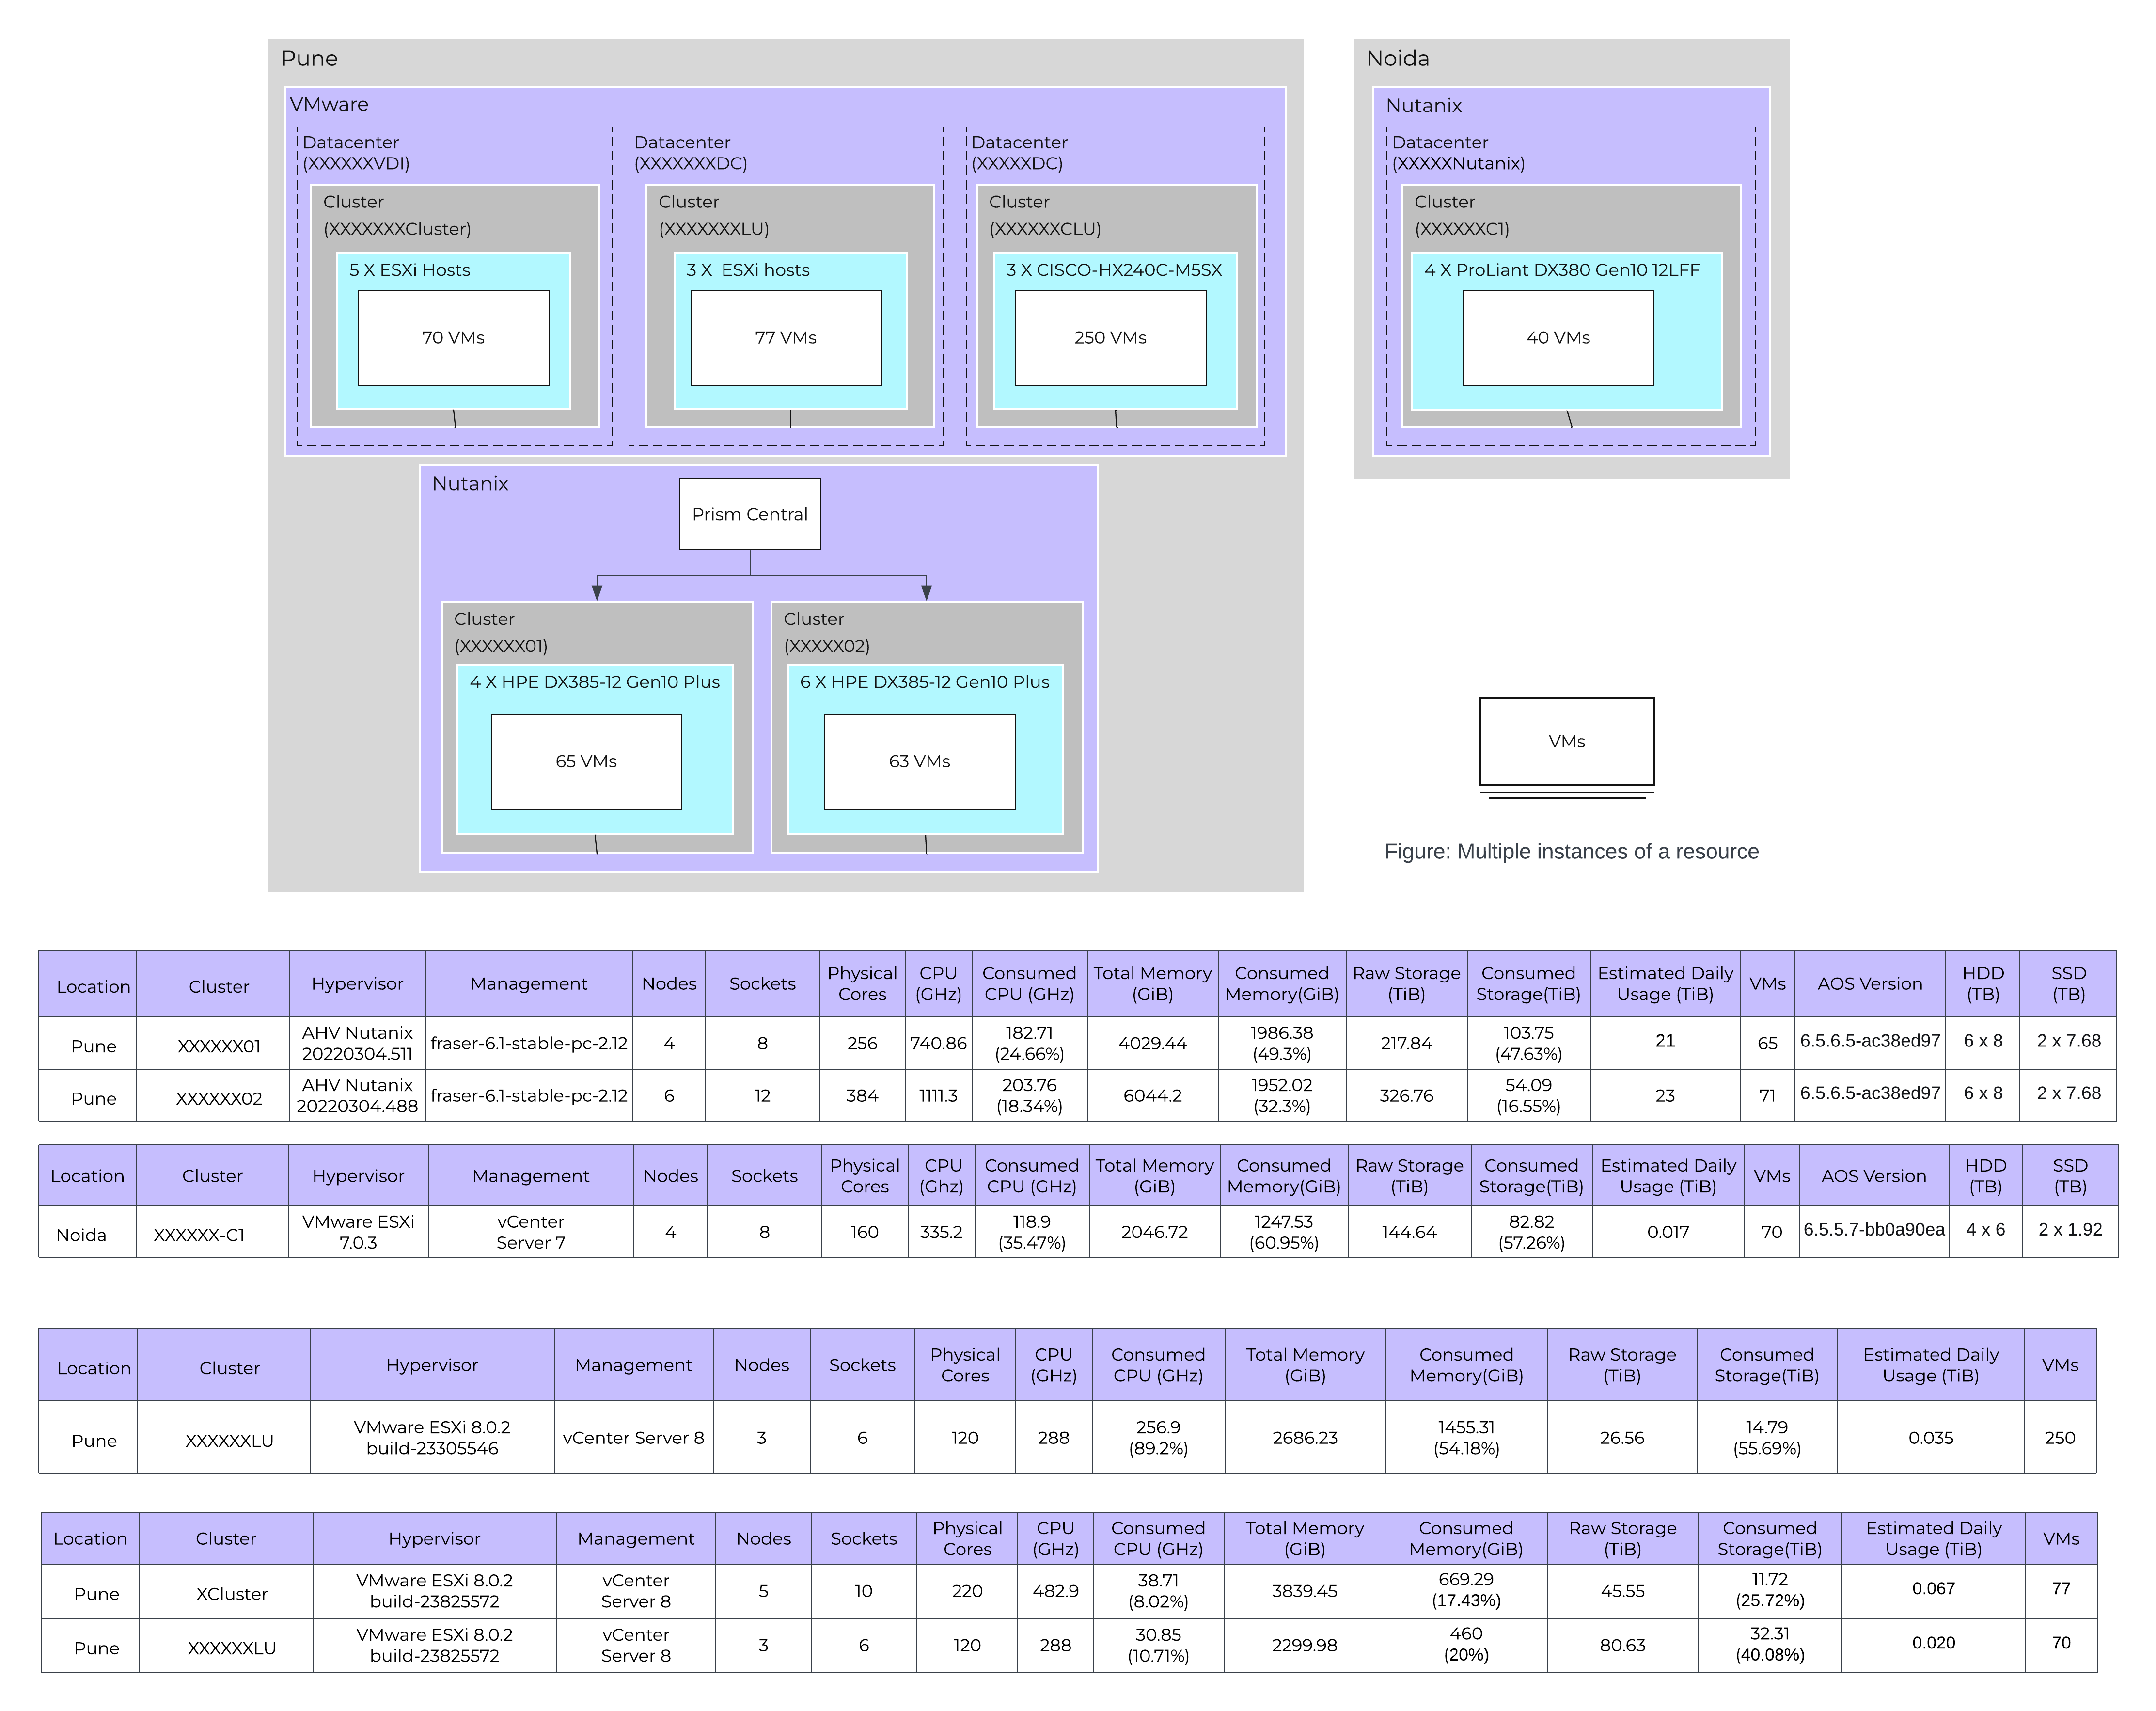 Pune
VMware
Datacenter
(XXXXXXVDI)
Cluster
(XXXXXXXCluster)
5 X ESXi Hosts
70 VMs
Datacenter
(XXXXXXXDC)
Cluster
(XXXXXXXLU)
3 X ESXi hosts
77 VMs
Datacenter
(XXXXXDC)
Cluster
(XXXXXXCLU)
3 X CISCO-HX240C-M5SX
250 VMs
Nutanix
Prism Central
Cluster
(XXXXXX01)
4 X HPE DX385-12 Gen10 Plus
65 VMs
Cluster
(XXXXX02)
6 X HPE DX385-12 Gen10 Plus
63 VMs
Noida
Nutanix
Datacenter
(XXXXXNutanix)
Cluster
(XXXXXXC1)
4 X ProLiant DX380 Gen10 12LFF
40 VMs
VMs
Figure: Multiple instances of a resource
Location Cluster Hypervisor Management Nodes Sockets Physical Cores CPU (GHz) Consumed CPU (GHz) Total Memory (GiB) Consumed Memory(GiB) Raw Storage (TiB) Consumed Storage(TiB) Estimated Daily Usage (TiB) VMs AOS Version HDD (TB) SSD (TB)
Pune XXXXXX01 AHV Nutanix 20220304.511 fraser-6.1-stable-pc-2.12 4 8 256 740.86 182.71 (24.66%) 4029.44 1986.38 (49.3%) 217.84 103.75 (47.63%) 21 65 6.5.6.5-ac38ed97 6 x 8 2 x 7.68
Pune XXXXXX02 AHV Nutanix 20220304.488 fraser-6.1-stable-pc-2.12 6 12 384 1111.3 203.76 (18.34%) 6044.2 1952.02 (32.3%) 326.76 54.09 (16.55%) 23 71 6.5.6.5-ac38ed97 6 x 8 2 x 7.68
Location Cluster Hypervisor Management Nodes Sockets Physical Cores CPU (Ghz) Consumed CPU (GHz) Total Memory (GiB) Consumed Memory(GiB) Raw Storage (TiB) Consumed Storage(TiB) Estimated Daily Usage (TiB) VMs AOS Version HDD (TB) SSD (TB)
Noida XXXXXX-C1 VMware ESXi 7.0.3 vCenter Server 7 4 8 160 335.2 118.9 (35.47%) 2046.72 1247.53 (60.95%) 144.64 82.82 (57.26%) 0.017 70 6.5.5.7-bb0a90ea 4 x 6 2 x 1.92
Location Cluster Hypervisor Management Nodes Sockets Physical Cores CPU (GHz) Consumed CPU (GHz) Total Memory (GiB) Consumed Memory(GiB) Raw Storage (TiB) Consumed Storage(TiB) Estimated Daily Usage (TiB) VMs
Pune XXXXXXLU VMware ESXi 8.0.2 build-23305546 vCenter Server 8 3 6 120 288 256.9 (89.2%) 2686.23 1455.31 (54.18%) 26.56 14.79 (55.69%) 0.035 250
Location Cluster Hypervisor Management Nodes Sockets Physical Cores CPU (GHz) Consumed CPU (GHz) Total Memory (GiB) Consumed Memory(GiB) Raw Storage (TiB) Consumed Storage(TiB) Estimated Daily Usage (TiB) VMs
Pune XCluster VMware ESXi 8.0.2 build-23825572 vCenter Server 8 5 10 220 482.9 38.71 (8.02%) 3839.45 669.29 (17.43%) 45.55 11.72 (25.72%) 0.067 77
Pune XXXXXXLU VMware ESXi 8.0.2 build-23825572 vCenter Server 8 3 6 120 288 30.85 (10.71%) 2299.98 460 (20%) 80.63 32.31 (40.08%) 0.020 70